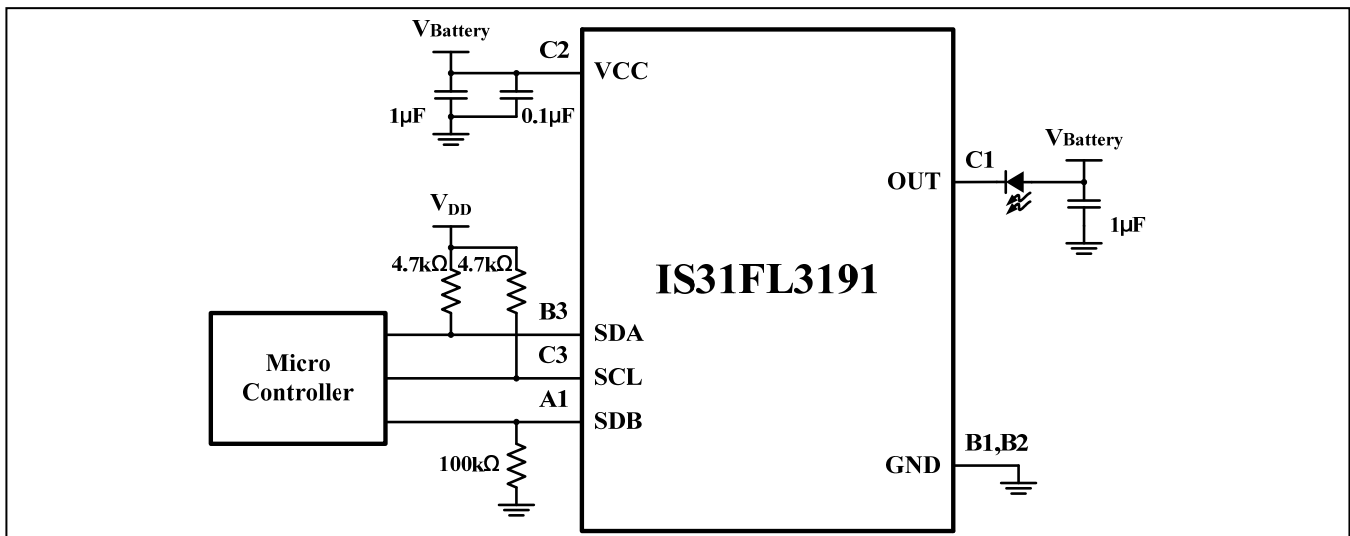 VBattery
C2
VCC
1µF
0.1µF
VBattery
C1
OUT
1µF
VDD
4.7kΩ 4.7kΩ
IS31FL3191
B3
SDA
Micro
Controller
C3
SCL
A1
SDB
100kΩ
B1,B2
GND